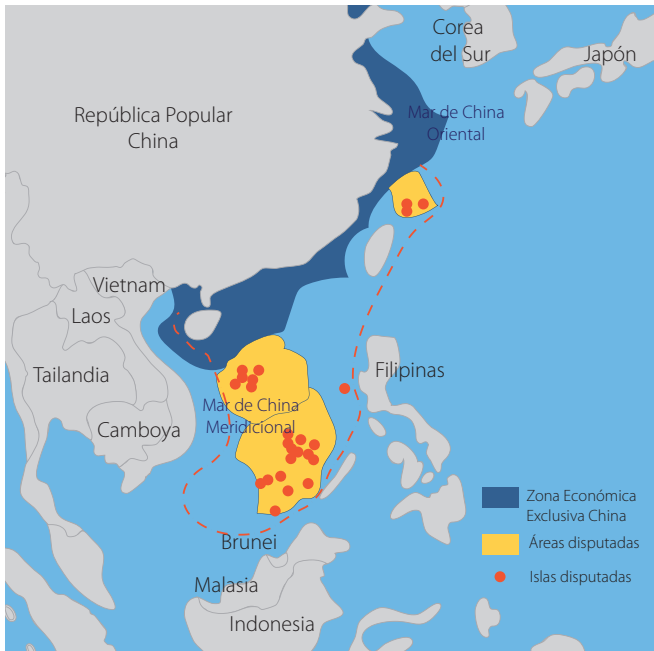 Corea
del Sur
Japón
República Popular
China
Mar de China
Oriental
Vietnam
Laos
Tailandia
Filipinas
Mar de China
Meridicional
Camboya
Zona Económica
Exclusiva China
Áreas disputadas
Brunei
Islas disputadas
Malasia
Indonesia